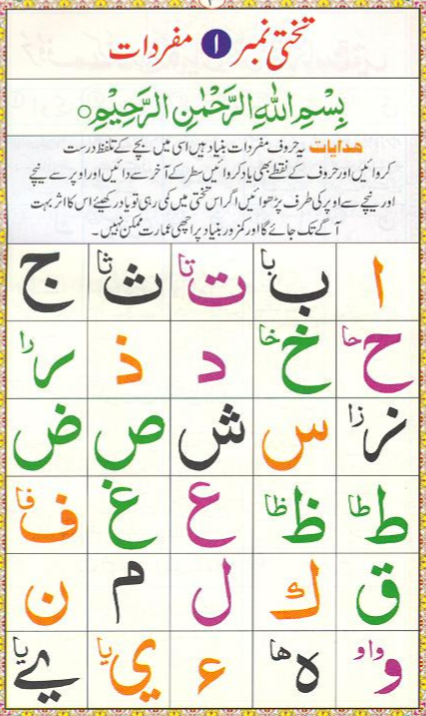 تختی نمبر ۱ مفردات
بِسْمِ اللّٰهِ الرَّحْمٰنِ الرَّحِیْمِ ○
هدایات یہ حروف مفردات بنیاد ہیں اسی میں بچے کے تلفظ درست
کروائیں اور حروف کے نقطے بھی یاد کروائیں سطر کے آخر سے دائیں اور اوپر سے نیچے
اور نیچے سے اوپر کی طرف پڑھوائیں اگر اس تختی میں کمی رہی تو یاد رکھیئے اس کا اثر بہت
آگے تک جائے گا اور کمزور بنیاد پر اچھی عمارت ممکن نہیں۔
ا ب با ت تا ث ثا ج
ح حا خ خا د ذ ر را
ز زا س ش ص ض
ط طا ظ ظا ع غ ف فا
ق ك ل م ن
و واو ہ ھا ء ي یا ے یا